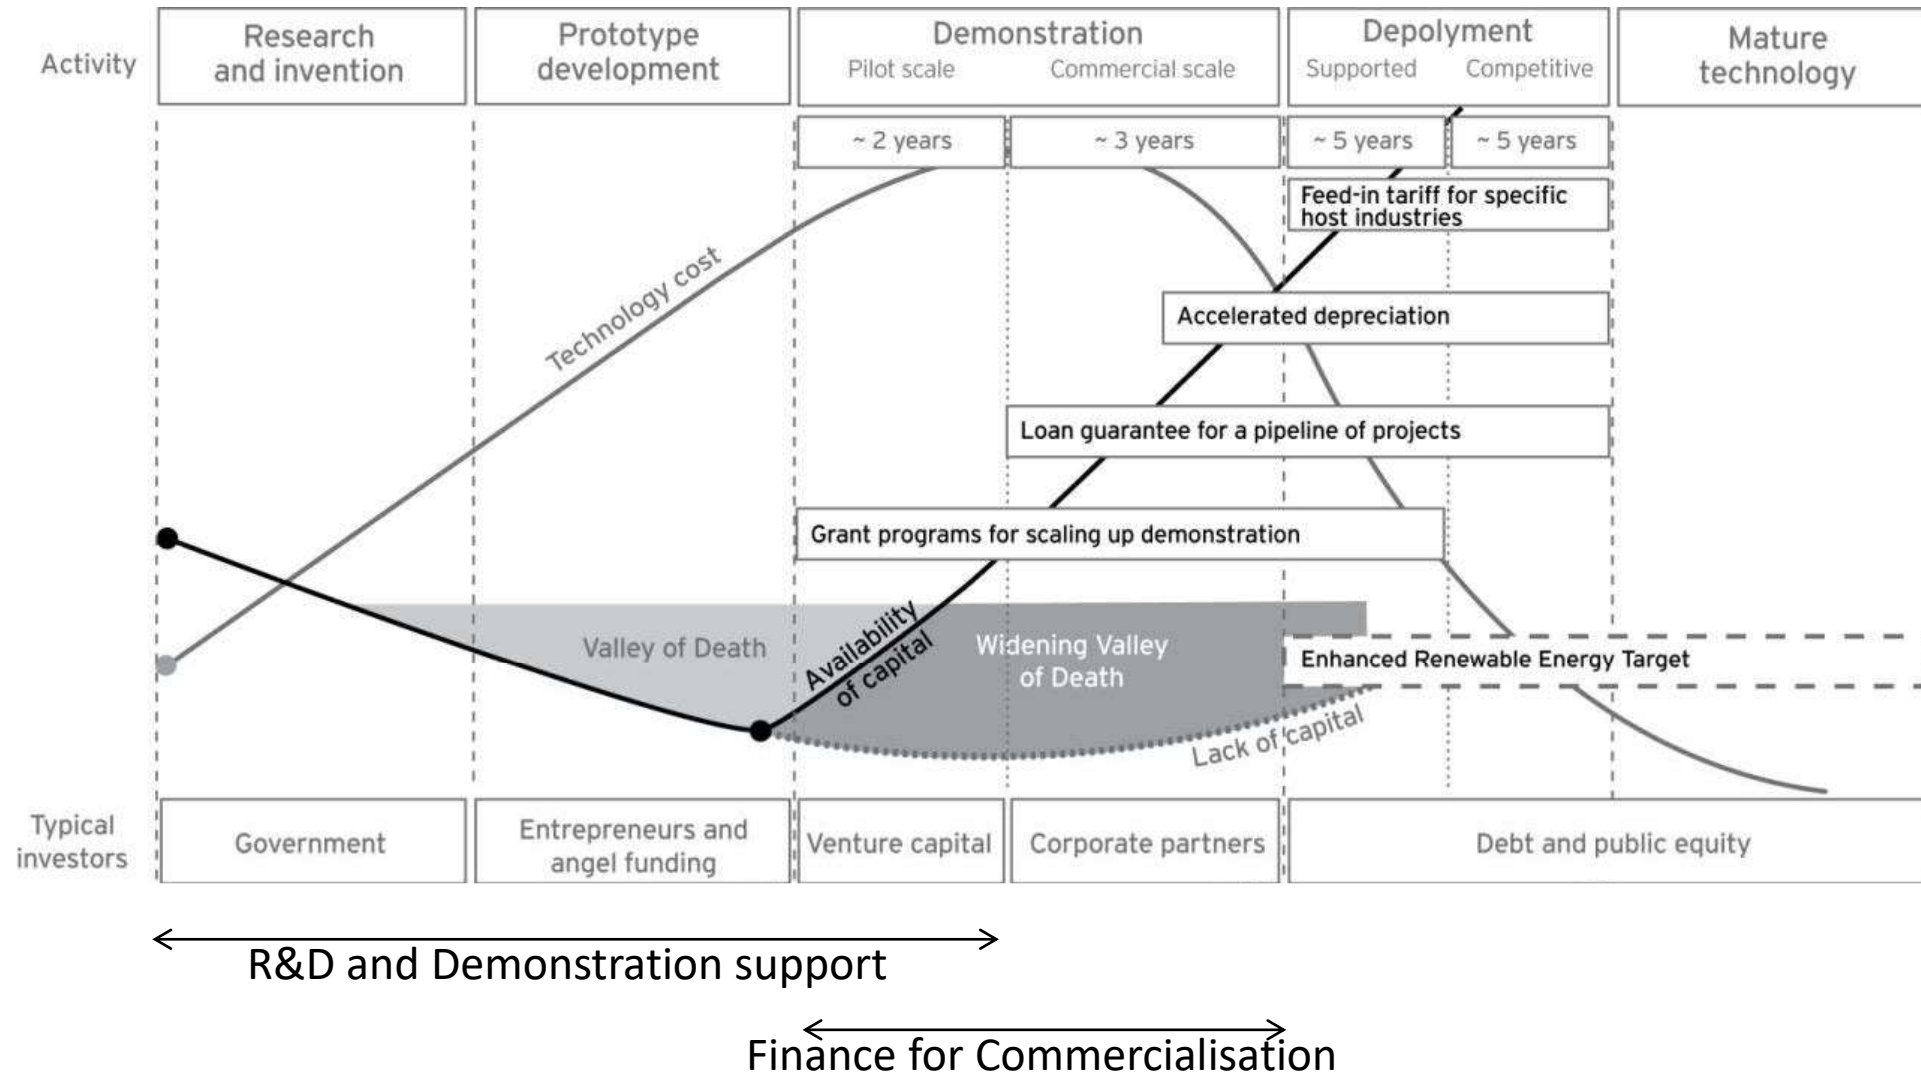 Activity
Research
and invention
Prototype
development
Demonstration
Pilot scale
Commercial scale
Depolyment
Supported
Competitive
Mature
technology
~ 2 years
~ 3 years
~ 5 years
~ 5 years
Feed-in tariff for specific
host industries
Technology cost
Accelerated depreciation
Loan guarantee for a pipeline of projects
Grant programs for scaling up demonstration
Valley of Death
Availability
of capital
Widening Valley
of Death
Enhanced Renewable Energy Target
Lack of capital
Typical
investors
Government
Entrepreneurs and
angel funding
Venture capital
Corporate partners
Debt and public equity
R&D and Demonstration support
Finance for Commercialisation